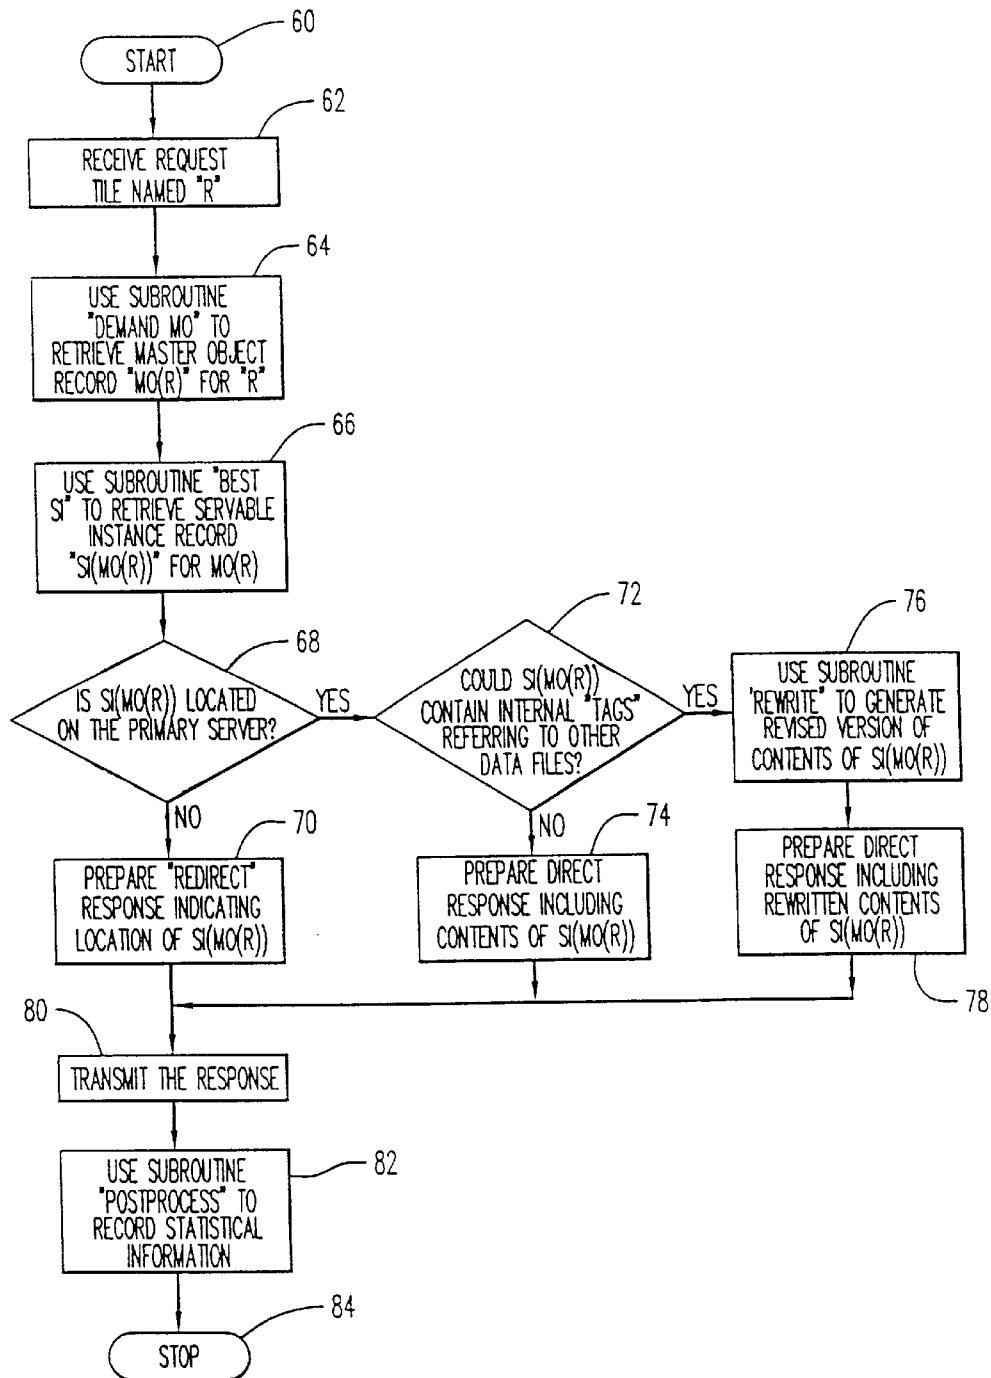 60
START
62
RECEIVE REQUEST
TILE NAMED "R"
64
USE SUBROUTINE
"DEMAND MO" TO
RETRIEVE MASTER OBJECT
RECORD "MO(R)" FOR "R"
66
USE SUBROUTINE "BEST
SI" TO RETRIEVE SERVABLE
INSTANCE RECORD
"SI(MO(R))" FOR MO(R)
68
IS SI(MO(R)) LOCATED
ON THE PRIMARY SERVER?
YES
NO
72
COULD SI(MO(R))
CONTAIN INTERNAL "TAGS"
REFERRING TO OTHER
DATA FILES?
YES
NO
76
USE SUBROUTINE
'REWRITE" TO GENERATE
REVISED VERSION OF
CONTENTS OF SI(MO(R))
70
PREPARE "REDIRECT"
RESPONSE INDICATING
LOCATION OF SI(MO(R))
74
PREPARE DIRECT
RESPONSE INCLUDING
CONTENTS OF SI(MO(R))
PREPARE DIRECT
RESPONSE INCLUDING
REWRITTEN CONTENTS
OF SI(MO(R))
78
80
TRANSMIT THE RESPONSE
82
USE SUBROUTINE
"POSTPROCESS" TO
RECORD STATISTICAL
INFORMATION
84
STOP